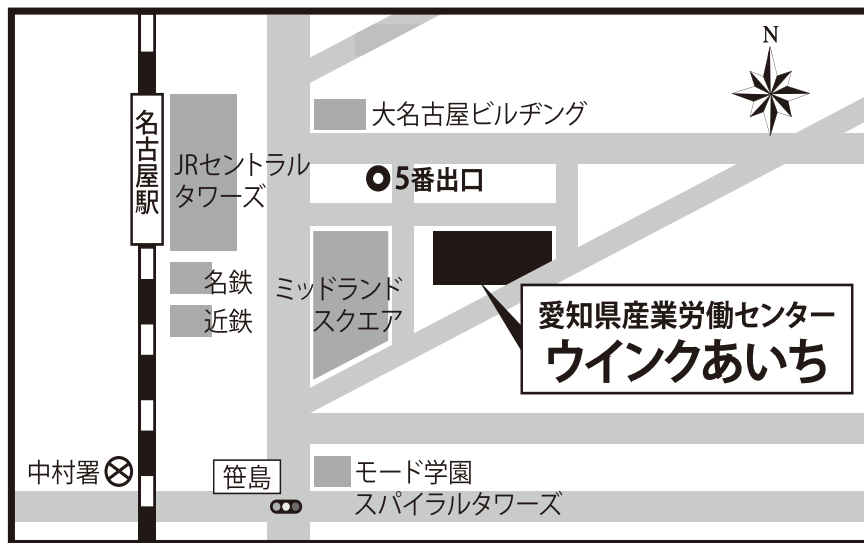 N
大名古屋ビルヂング
名古屋駅
JRセントラル
タワーズ
5番出口
名鉄
近鉄
ミッドランド
スクエア
愛知県産業労働センター
ウインクあいち
中村署
笹島
モード学園
スパイラルタワーズ